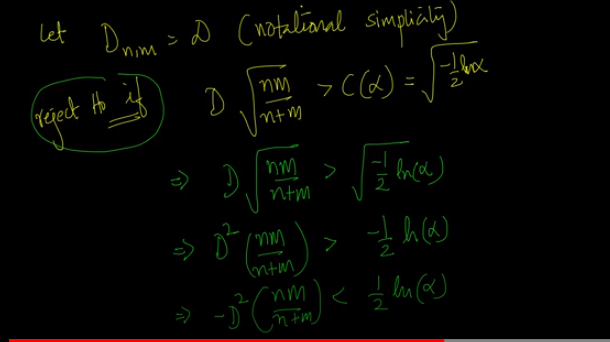 Let D_{n,m} = D (notational simplicity)
reject H₀ if D √(nm/(n+m)) > C(α) = √(-1/2 lnα)
⇒ D √(nm/(n+m)) > √(-1/2 ln(α))
⇒ D² (nm/(n+m)) > -1/2 ln(α)
⇒ -D² (nm/(n+m)) < 1/2 ln(α)